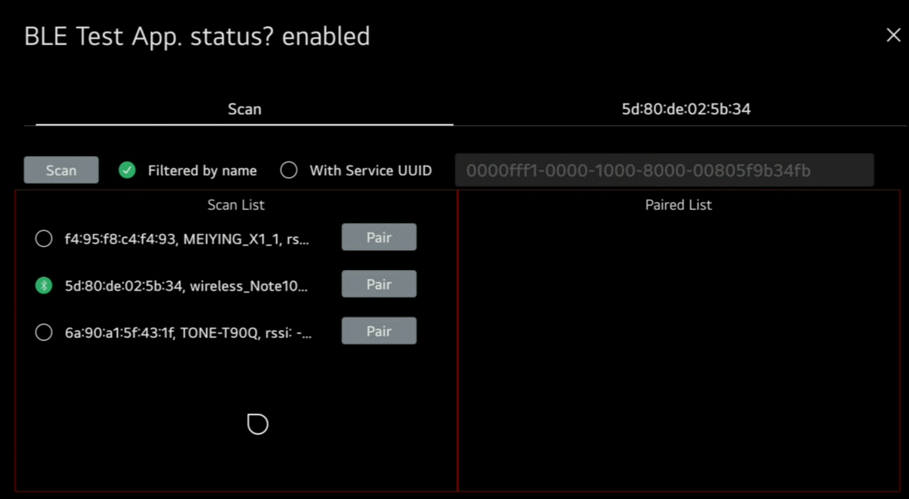 BLE Test App. status? enabled
Scan
5d:80:de:02:5b:34
Scan
Filtered by name
With Service UUID
0000fff1-0000-1000-8000-00805f9b34fb
Scan List
Paired List
f4:95:f8:c4:f4:93, MEIYING_X1_1, rs...
Pair
5d:80:de:02:5b:34, wireless_Note10...
Pair
6a:90:a1:5f:43:1f, TONE-T90Q, rssi: -...
Pair